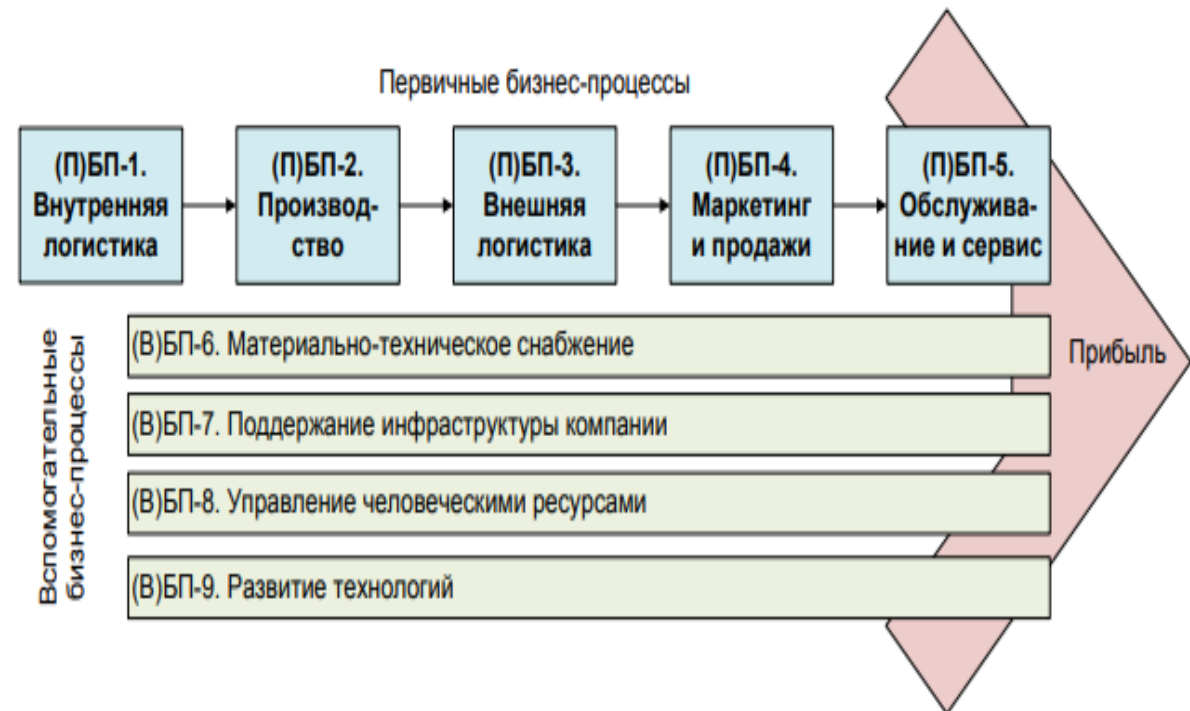 Первичные бизнес-процессы
(П)БП-1.
Внутренняя
логистика
(П)БП-2.
Производ-
ство
(П)БП-3.
Внешняя
логистика
(П)БП-4.
Маркетинг
и продажи
(П)БП-5.
Обслужива-
ние и сервис
Вспомогательные
бизнес-процессы
(В)БП-6. Материально-техническое снабжение
(В)БП-7. Поддержание инфраструктуры компании
(В)БП-8. Управление человеческими ресурсами
(В)БП-9. Развитие технологий
Прибыль